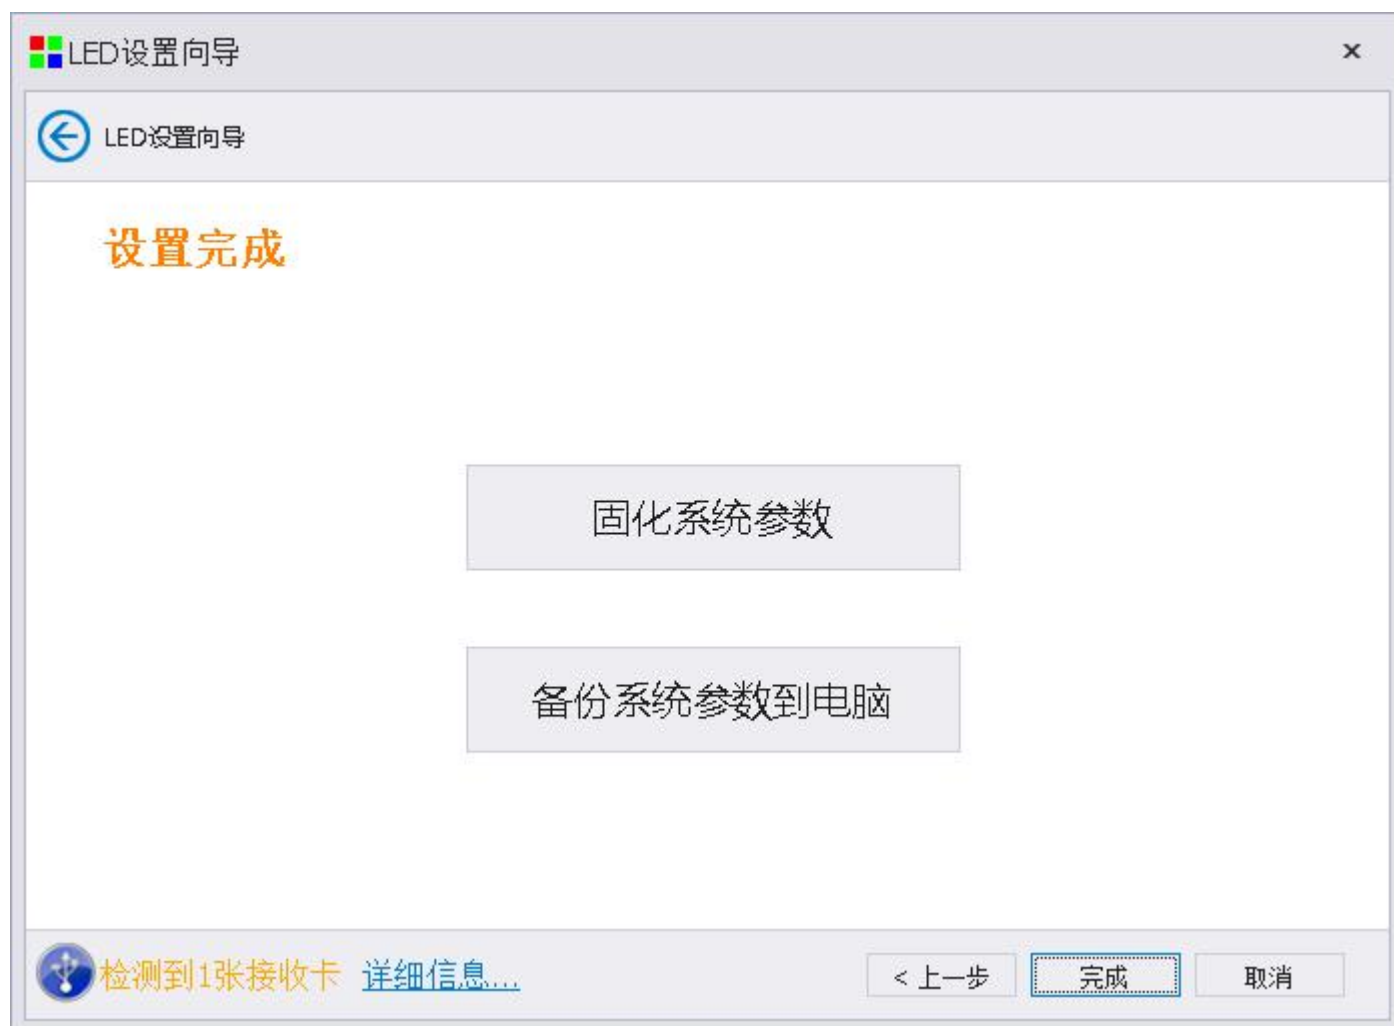 LED设置向导
LED设置向导
设置完成
固化系统参数
备份系统参数到电脑
检测到1张接收卡 详细信息...
<上一步 完成 取消